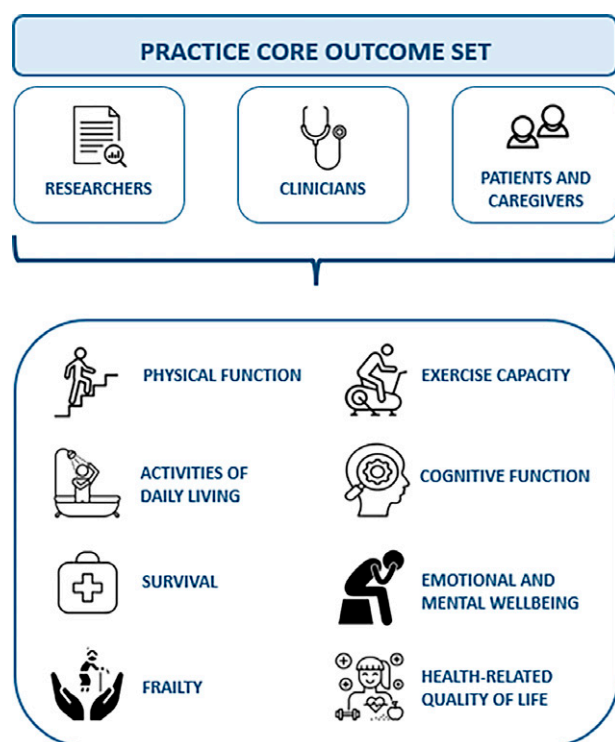 PRACTICE CORE OUTCOME SET
RESEARCHERS
CLINICIANS
PATIENTS AND
CAREGIVERS
PHYSICAL FUNCTION
EXERCISE CAPACITY
ACTIVITIES OF
DAILY LIVING
COGNITIVE FUNCTION
SURVIVAL
EMOTIONAL AND
MENTAL WELLBEING
FRAILTY
HEALTH-RELATED
QUALITY OF LIFE